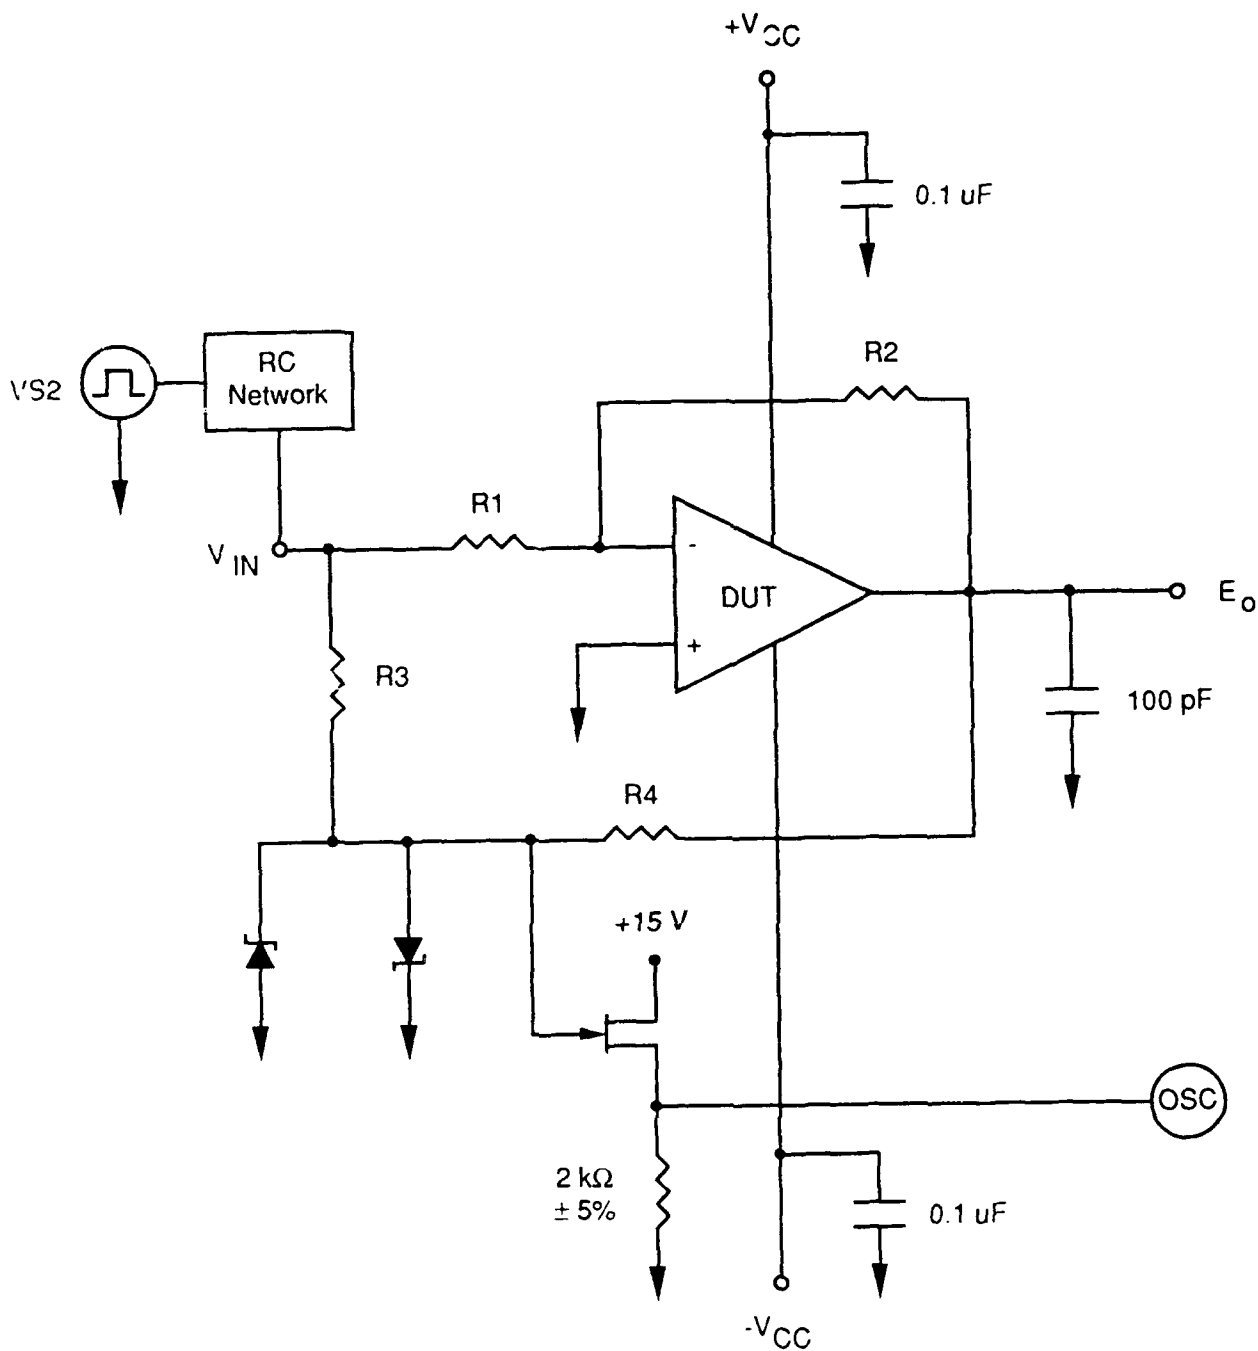 +VCC
0.1 uF
R2
VS2
RC
Network
R1
VIN
-
DUT
Eo
+
R3
100 pF
R4
+15 V
OSC
2 kΩ
± 5%
0.1 uF
-VCC